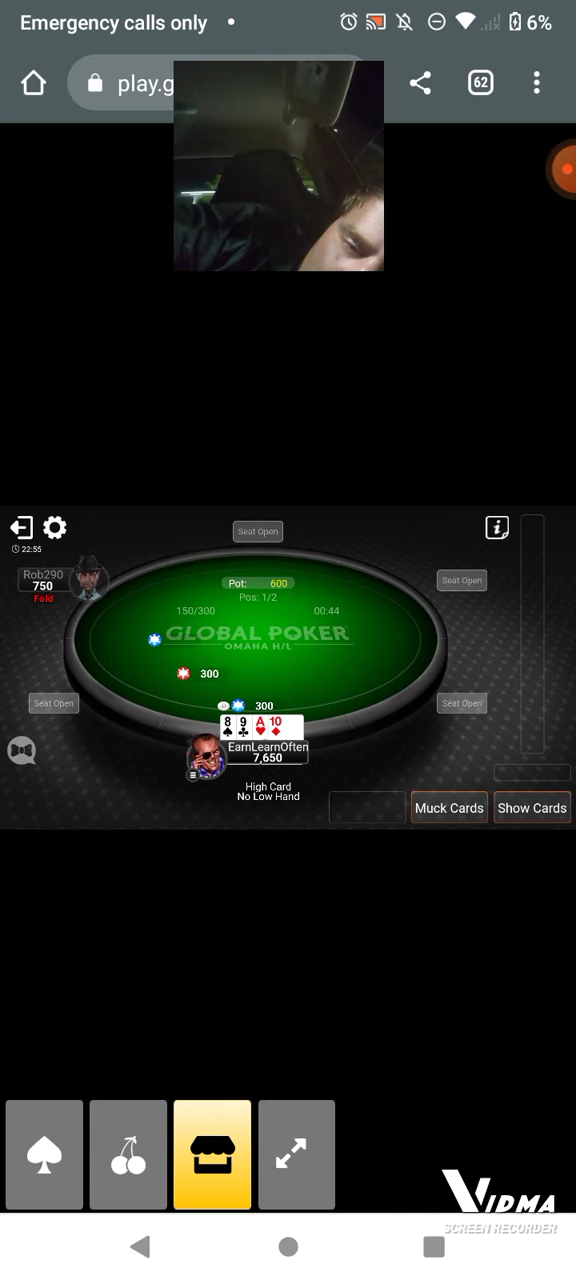 Emergency calls only
6%
play.g
62
Seat Open
22:55
Rob290
750
Fold
Pot: 600
Pos: 1/2
Seat Open
150/300
00:44
GLOBAL POKER
OMAHA H/L
300
Seat Open
300
Seat Open
8 9 A 10
EarnLearnOften
7,650
High Card
No Low Hand
Muck Cards
Show Cards
VIDMA
SCREEN RECORDER